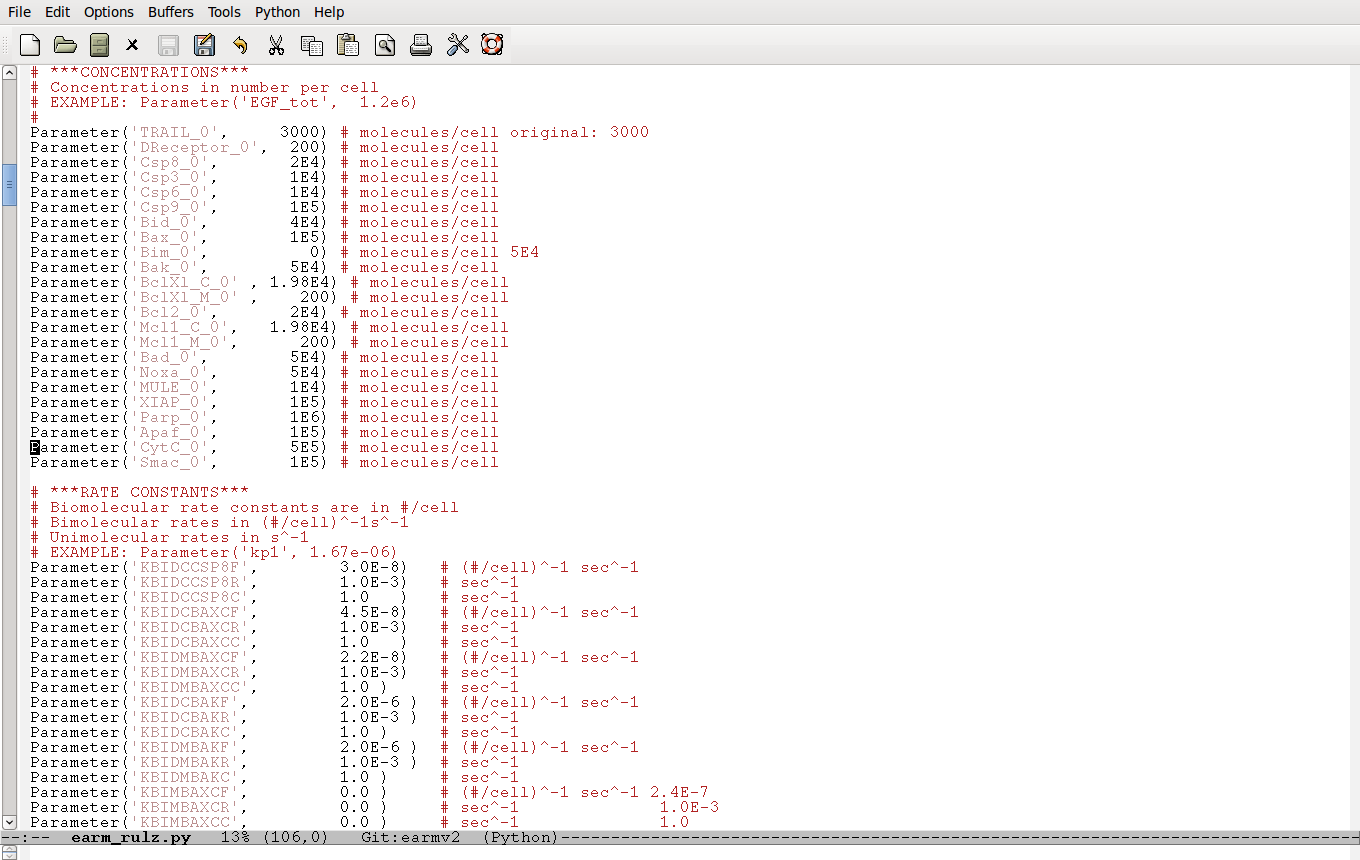 File Edit Options Buffers Tools Python Help
# ***CONCENTRATIONS***
# Concentrations in number per cell
# EXAMPLE: Parameter('EGF_tot',  1.2e6)
#
Parameter('TRAIL_0',     3000) # molecules/cell original: 3000
Parameter('DReceptor_0',  200) # molecules/cell
Parameter('Csp8_0',       2E4) # molecules/cell
Parameter('Csp3_0',       1E4) # molecules/cell
Parameter('Csp6_0',       1E4) # molecules/cell
Parameter('Csp9_0',       1E5) # molecules/cell
Parameter('Bid_0',        4E4) # molecules/cell
Parameter('Bax_0',        1E5) # molecules/cell
Parameter('Bim_0',          0) # molecules/cell 5E4
Parameter('Bak_0',        5E4) # molecules/cell
Parameter('BclXl_C_0' , 1.98E4) # molecules/cell
Parameter('BclXl_M_0' ,    200) # molecules/cell
Parameter('Bcl2_0',       2E4) # molecules/cell
Parameter('Mcl1_C_0',   1.98E4) # molecules/cell
Parameter('Mcl1_M_0',      200) # molecules/cell
Parameter('Bad_0',        5E4) # molecules/cell
Parameter('Noxa_0',       5E4) # molecules/cell
Parameter('MULE_0',       1E4) # molecules/cell
Parameter('XIAP_0',       1E5) # molecules/cell
Parameter('Parp_0',       1E6) # molecules/cell
Parameter('Apaf_0',       1E5) # molecules/cell
Parameter('CytC_0',       5E5) # molecules/cell
Parameter('Smac_0',       1E5) # molecules/cell
# ***RATE CONSTANTS***
# Biomolecular rate constants are in #/cell
# Bimolecular rates in (#/cell)^-1s^-1
# Unimolecular rates in s^-1
# EXAMPLE: Parameter('kp1', 1.67e-06)
Parameter('KBIDCCSP8F',        3.0E-8)   # (#/cell)^-1 sec^-1
Parameter('KBIDCCSP8R',        1.0E-3)   # sec^-1
Parameter('KBIDCCSP8C',        1.0   )   # sec^-1
Parameter('KBIDCBAXCF',        4.5E-8)   # (#/cell)^-1 sec^-1
Parameter('KBIDCBAXCR',        1.0E-3)   # sec^-1
Parameter('KBIDCBAXCC',        1.0   )   # sec^-1
Parameter('KBIDMBAXCF',        2.2E-8)   # (#/cell)^-1 sec^-1
Parameter('KBIDMBAXCR',        1.0E-3)   # sec^-1
Parameter('KBIDMBAXCC',        1.0 )     # sec^-1
Parameter('KBIDCBAKF',         2.0E-6 )  # (#/cell)^-1 sec^-1
Parameter('KBIDCBAKR',         1.0E-3 )  # sec^-1
Parameter('KBIDCBAKC',         1.0 )     # sec^-1
Parameter('KBIDMBAKF',         2.0E-6 )  # (#/cell)^-1 sec^-1
Parameter('KBIDMBAKR',         1.0E-3 )  # sec^-1
Parameter('KBIDMBAKC',         1.0 )     # sec^-1
Parameter('KBIMBAXCF',         0.0 )     # (#/cell)^-1 sec^-1 2.4E-7
Parameter('KBIMBAXCR',         0.0 )     # sec^-1              1.0E-3
Parameter('KBIMBAXCC',         0.0 )     # sec^-1              1.0
--:--  earm_rulz.py   13% (106,0)   Git:earmv2  (Python)--------------------------------------------------------------------------------